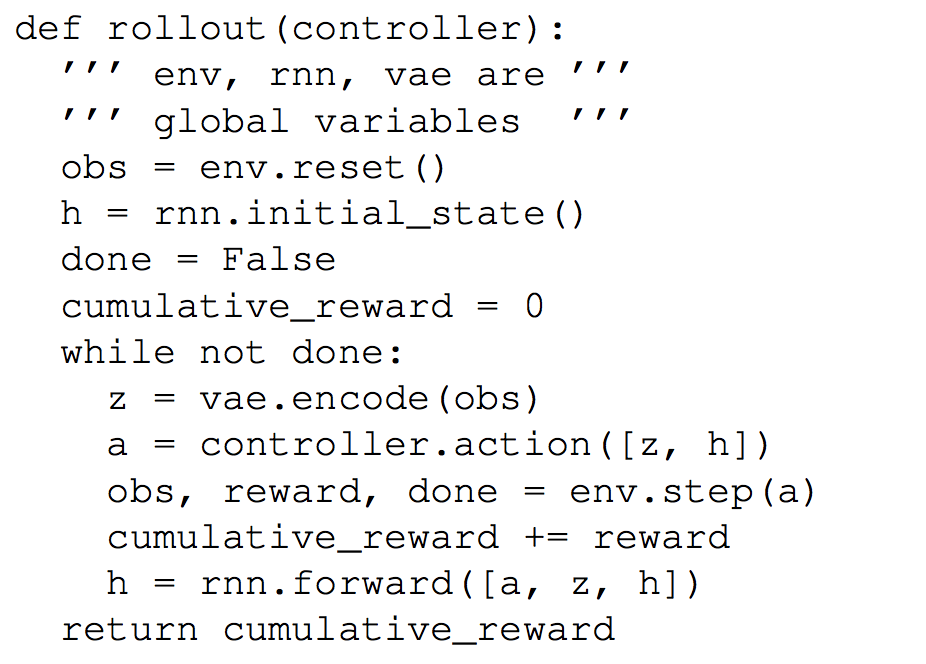 def rollout(controller):
  ''' env, rnn, vae are '''
  ''' global variables  '''
  obs = env.reset()
  h = rnn.initial_state()
  done = False
  cumulative_reward = 0
  while not done:
    z = vae.encode(obs)
    a = controller.action([z, h])
    obs, reward, done = env.step(a)
    cumulative_reward += reward
    h = rnn.forward([a, z, h])
  return cumulative_reward